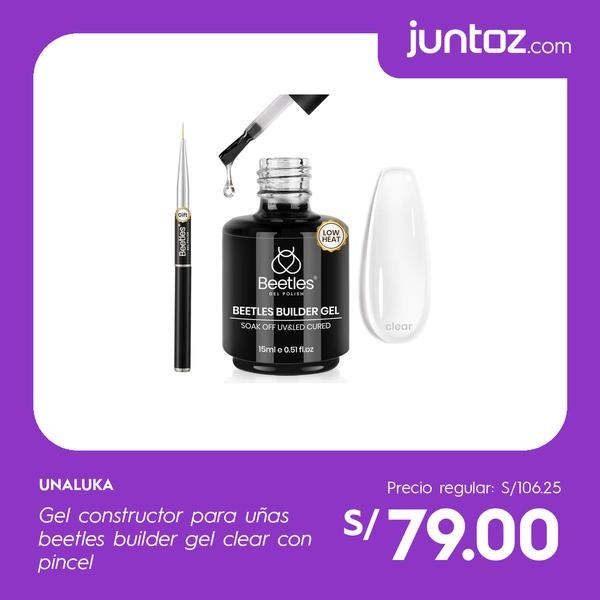 juntoz.com
Gift
Beetles
GEL POLISH
LOW
HEAT
Beetles®
GEL POLISH
BEETLES BUILDER GEL
SOAK OFF UV&LED CURED
15ml e 0.51 fl.oz
clear
UNALUKA
Gel constructor para uñas
beetles builder gel clear con
pincel
Precio regular: S/106.25
S/79.00